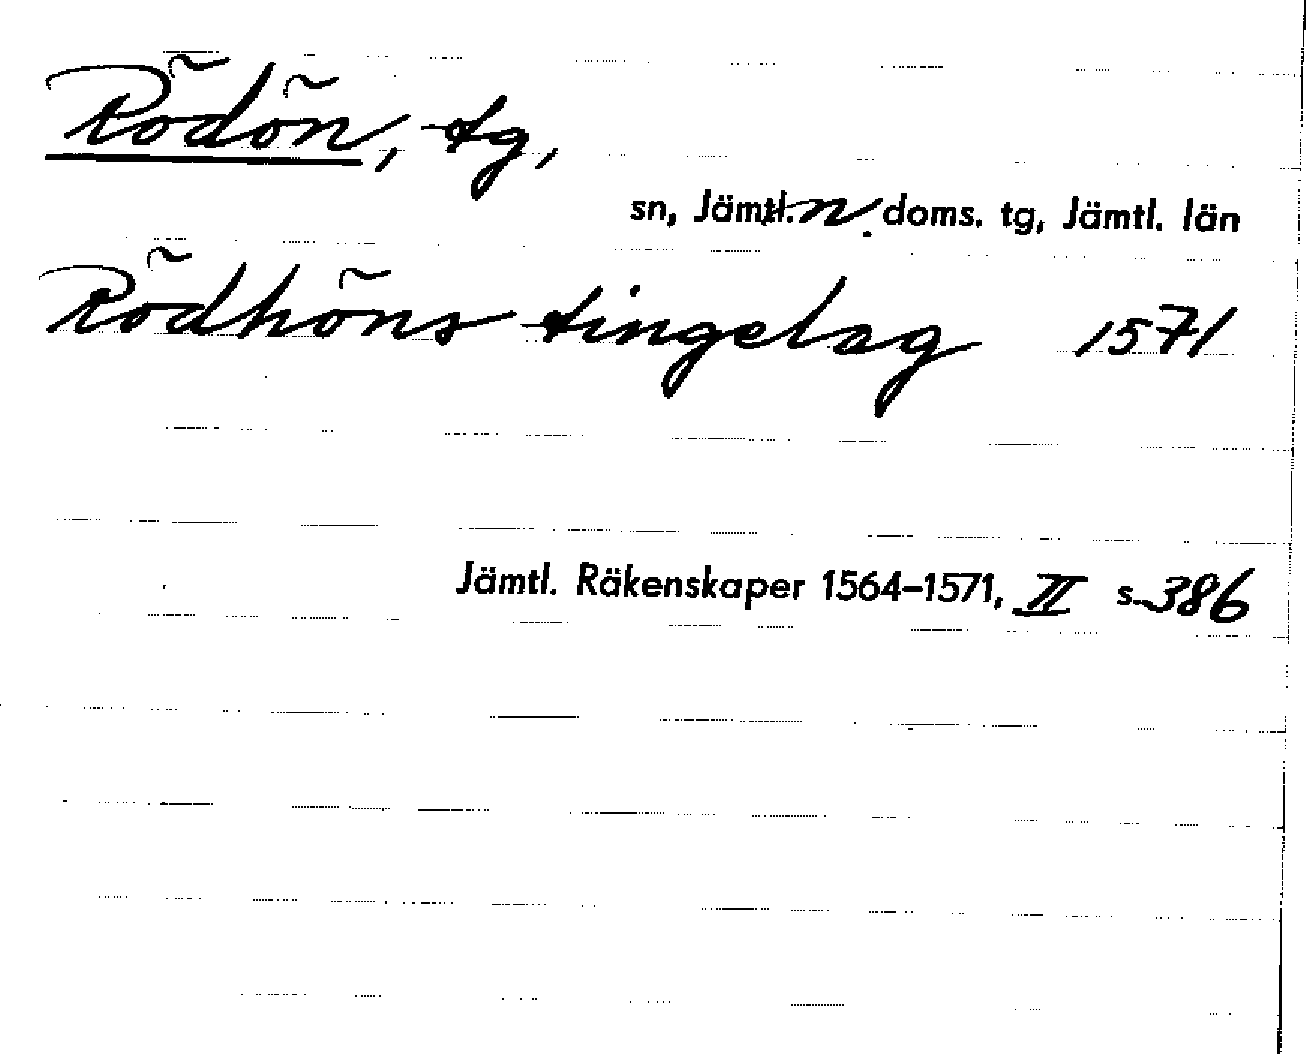 Rödön, tg,
sn, Jämtl. n. doms. tg, Jämtl. län
Rödhöns tingelag 1571
Jämtl. Räkenskaper 1564–1571, II s. 386